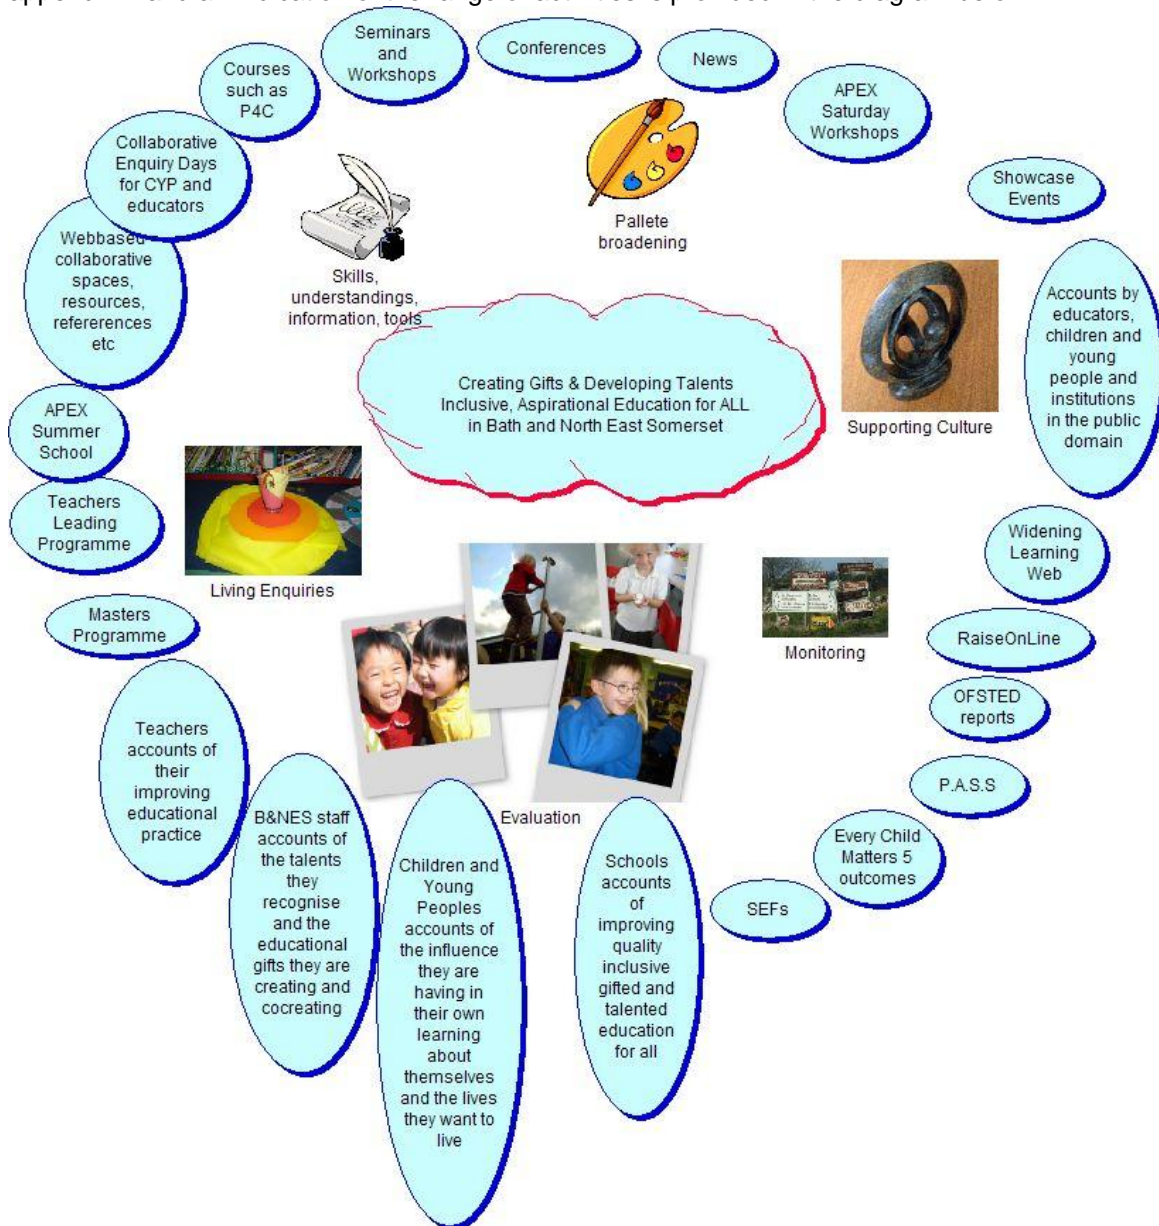 Seminars
and
Workshops
Conferences
News
Courses
such as
P4C
APEX
Saturday
Workshops
Collaborative
Enquiry Days
for CYP and
educators
Showcase
Events
Pallete
broadening
Webbased
collaborative
spaces,
resources,
refererences
etc
Skills,
understandings,
information, tools
Accounts by
educators,
children and
young
people and
institutions
in the public
domain
Creating Gifts & Developing Talents
Inclusive, Aspirational Education for ALL
in Bath and North East Somerset
Supporting Culture
APEX
Summer
School
Teachers
Leading
Programme
Living Enquiries
Widening
Learning
Web
Masters
Programme
Monitoring
RaiseOnLine
OFSTED
reports
Teachers
accounts of
their
improving
educational
practice
P.A.S.S
Evaluation
B&NES staff
accounts of
the talents
they
recognise
and the
educational
gifts they are
creating and
cocreating
Children and
Young
Peoples
accounts of
the influence
they are
having in
their own
learning
about
themselves
and the lives
they want to
live
Schools
accounts
of
improving
quality
inclusive
gifted and
talented
education
for all
Every Child
Matters 5
outcomes
SEFs